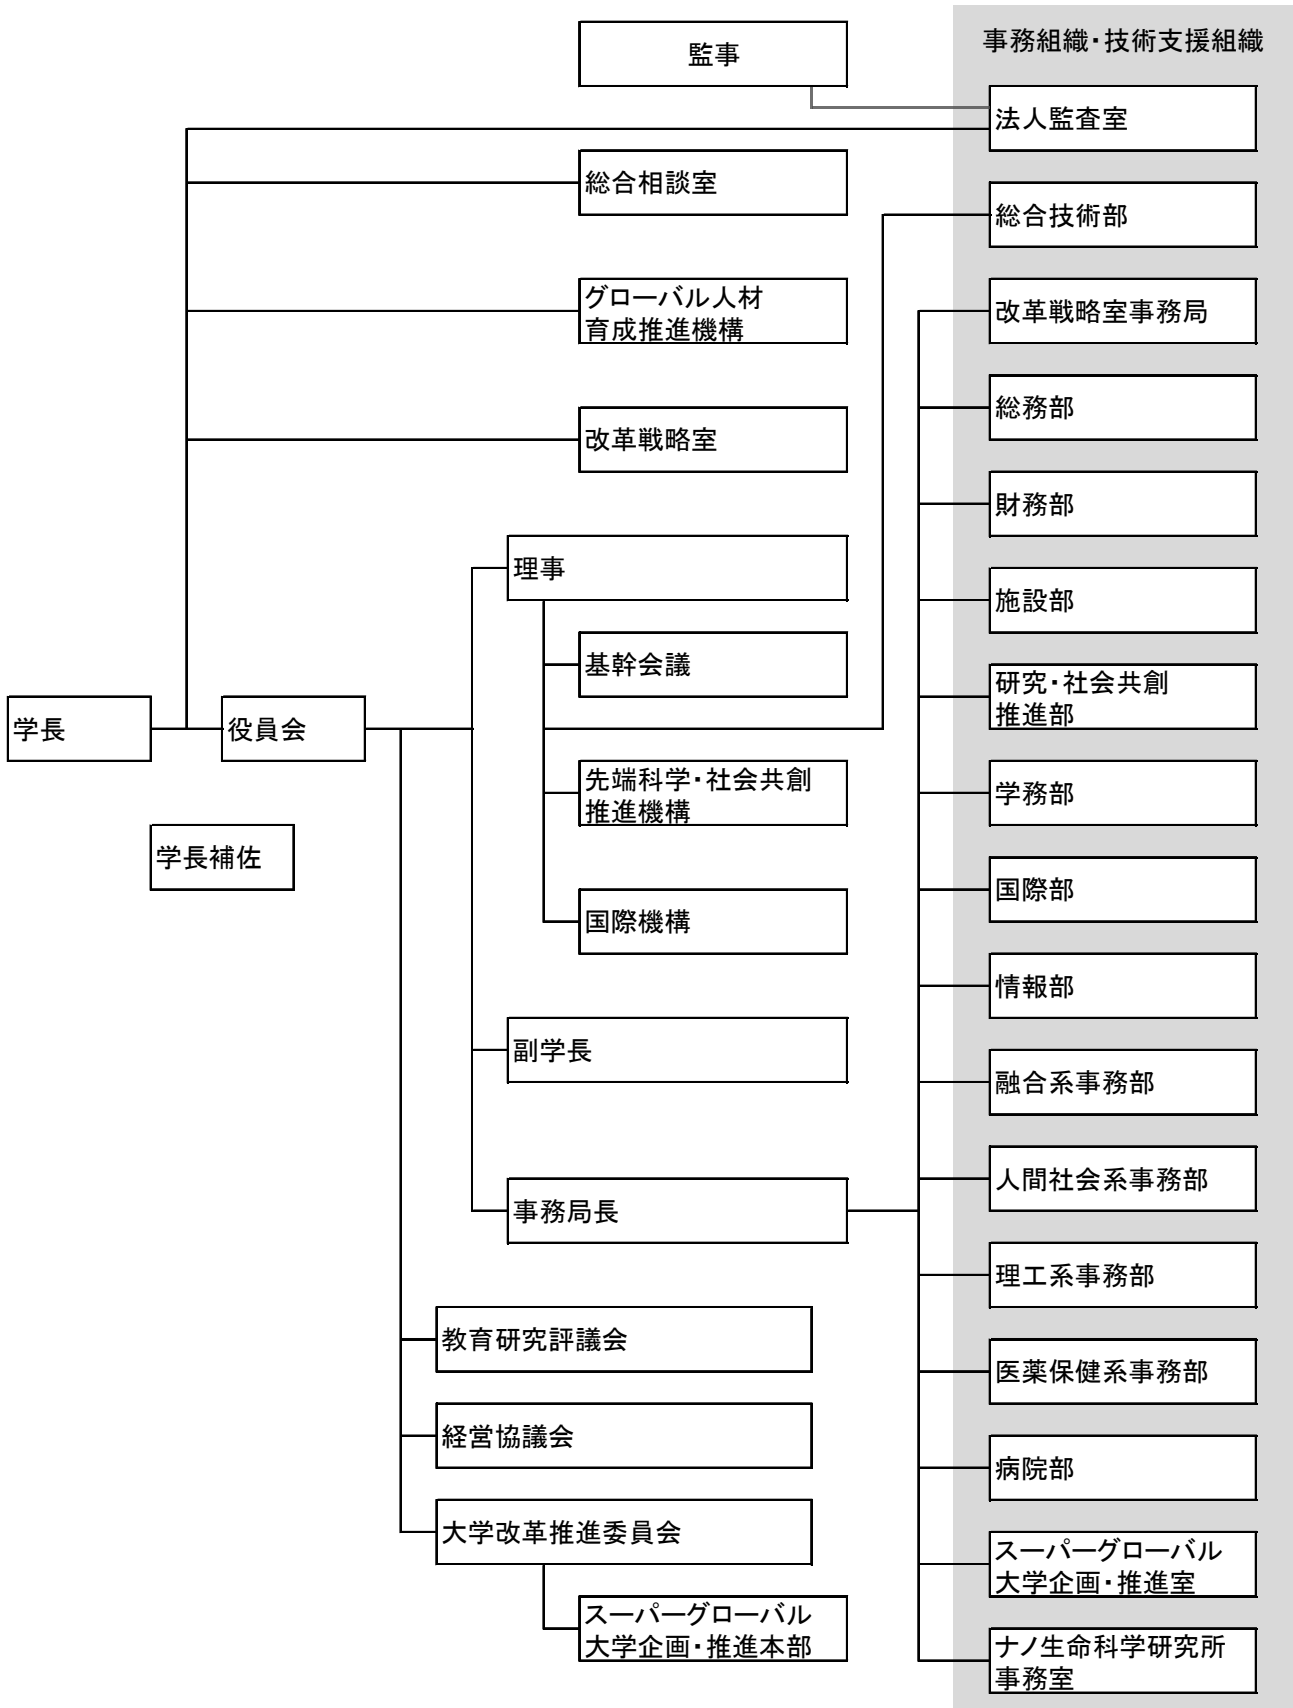 監事
総合相談室
グローバル人材
育成推進機構
改革戦略室
理事
基幹会議
学長
役員会
先端科学・社会共創
推進機構
学長補佐
国際機構
副学長
事務局長
教育研究評議会
経営協議会
大学改革推進委員会
スーパーグローバル
大学企画・推進本部
事務組織・技術支援組織
法人監査室
総合技術部
改革戦略室事務局
総務部
財務部
施設部
研究・社会共創
推進部
学務部
国際部
情報部
融合系事務部
人間社会系事務部
理工系事務部
医薬保健系事務部
病院部
スーパーグローバル
大学企画・推進室
ナノ生命科学研究所
事務室